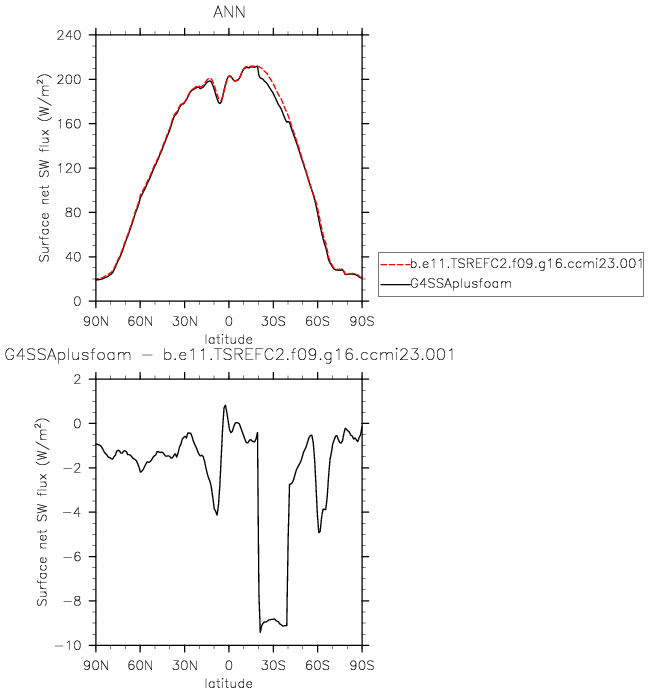 ANN
240
200
160
120
80
40
0
Surface net SW flux (W/m²)
90N 60N 30N 0 30S 60S 90S
latitude
b.e11.TSREFC2.f09.g16.ccmi23.001
G4SSAplusfoam
G4SSAplusfoam − b.e11.TSREFC2.f09.g16.ccmi23.001
2
0
−2
−4
−6
−8
−10
Surface net SW flux (W/m²)
90N 60N 30N 0 30S 60S 90S
latitude